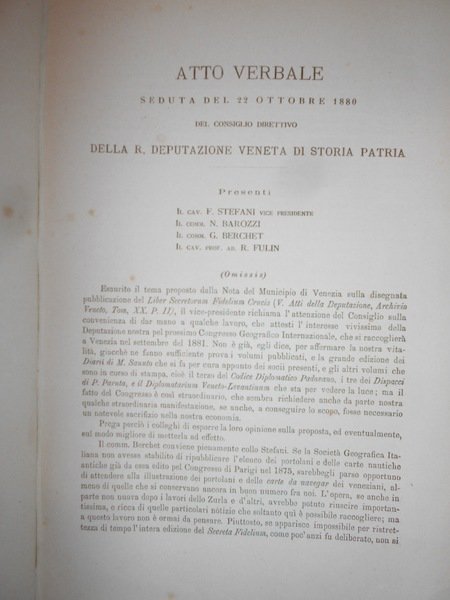 ATTO VERBALE
SEDUTA DEL 22 OTTOBRE 1880
DEL CONSIGLIO DIRETTIVO
DELLA R. DEPUTAZIONE VENETA DI STORIA PATRIA
Presenti
IL CAV. F. STEFANI VICE PRESIDENTE
IL COMM. N. BAROZZI
IL COMM. G. BERCHET
IL CAV. PROF. AB. R. FULIN
(Omissis)
Esaurito il tema proposto dalla Nota del Municipio di Venezia sulla disegnata
pubblicazione del Liber Secretorum Fidelium Crucis (V. Atti della Deputazione, Archivio
Veneto, Tom. XX. P. II), il vice-presidente richiama l'attenzione del Consiglio sulla
convenienza di dar mano a qualche lavoro, che attesti l'interesse vivissimo della
Deputazione nostra pel prossimo Congresso Geografico Internazionale, che si raccoglierà
a Venezia nel settembre del 1881. Non è già, egli dice, per affermare la nostra vita-
lità, giacchè ne fanno sufficiente prova i volumi pubblicati, e la grande edizione dei
Diarii di M. Sanuto che si fa per cura appunto dei socii presenti, e gli altri volumi che
sono in corso di stampa, cioè il terzo del Codice Diplomatico Padovano, i tre dei Dispacci
di P. Paruta, e il Diplomatarium Veneto-Levantinum che sta per vedere la luce; ma il
fatto del Congresso è così straordinario, che sembra richiedere anche da parte nostra
qualche straordinaria manifestazione, se anche, a conseguire lo scopo, fosse necessario
un notevole sacrifizio nella nostra economia.
Prega perciò i colleghi di esporre la loro opinione sulla proposta, ed eventualmente,
sul modo migliore di metterla ad effetto.
Il comm. Berchet conviene pienamente collo Stefani. Se la Società Geografica Ita-
liana non avesse stabilito di ripubblicare l'elenco dei portolani e delle carte nautiche
antiche già da essa edito pel Congresso di Parigi nel 1875, sarebbegli parso opportuno
di attendere alla illustrazione dei portolani e delle carte da navegar dei veneziani, al-
meno di quelle che si conservano ancora in buon numero fra noi. L'opera, se anche in
parte non nuova dopo i lavori dello Zurla e d'altri, avrebbe potuto riuscire importan-
tissima, e ricca di quelle particolari notizie che soltanto quì è possibile raccogliere; ma
a questo lavoro non è ormai da pensare. Piuttosto, se apparisce impossibile per ristret-
tezza di tempo l'intera edizione del Secreta Fidelium, come poc'anzi fu deliberato, non si